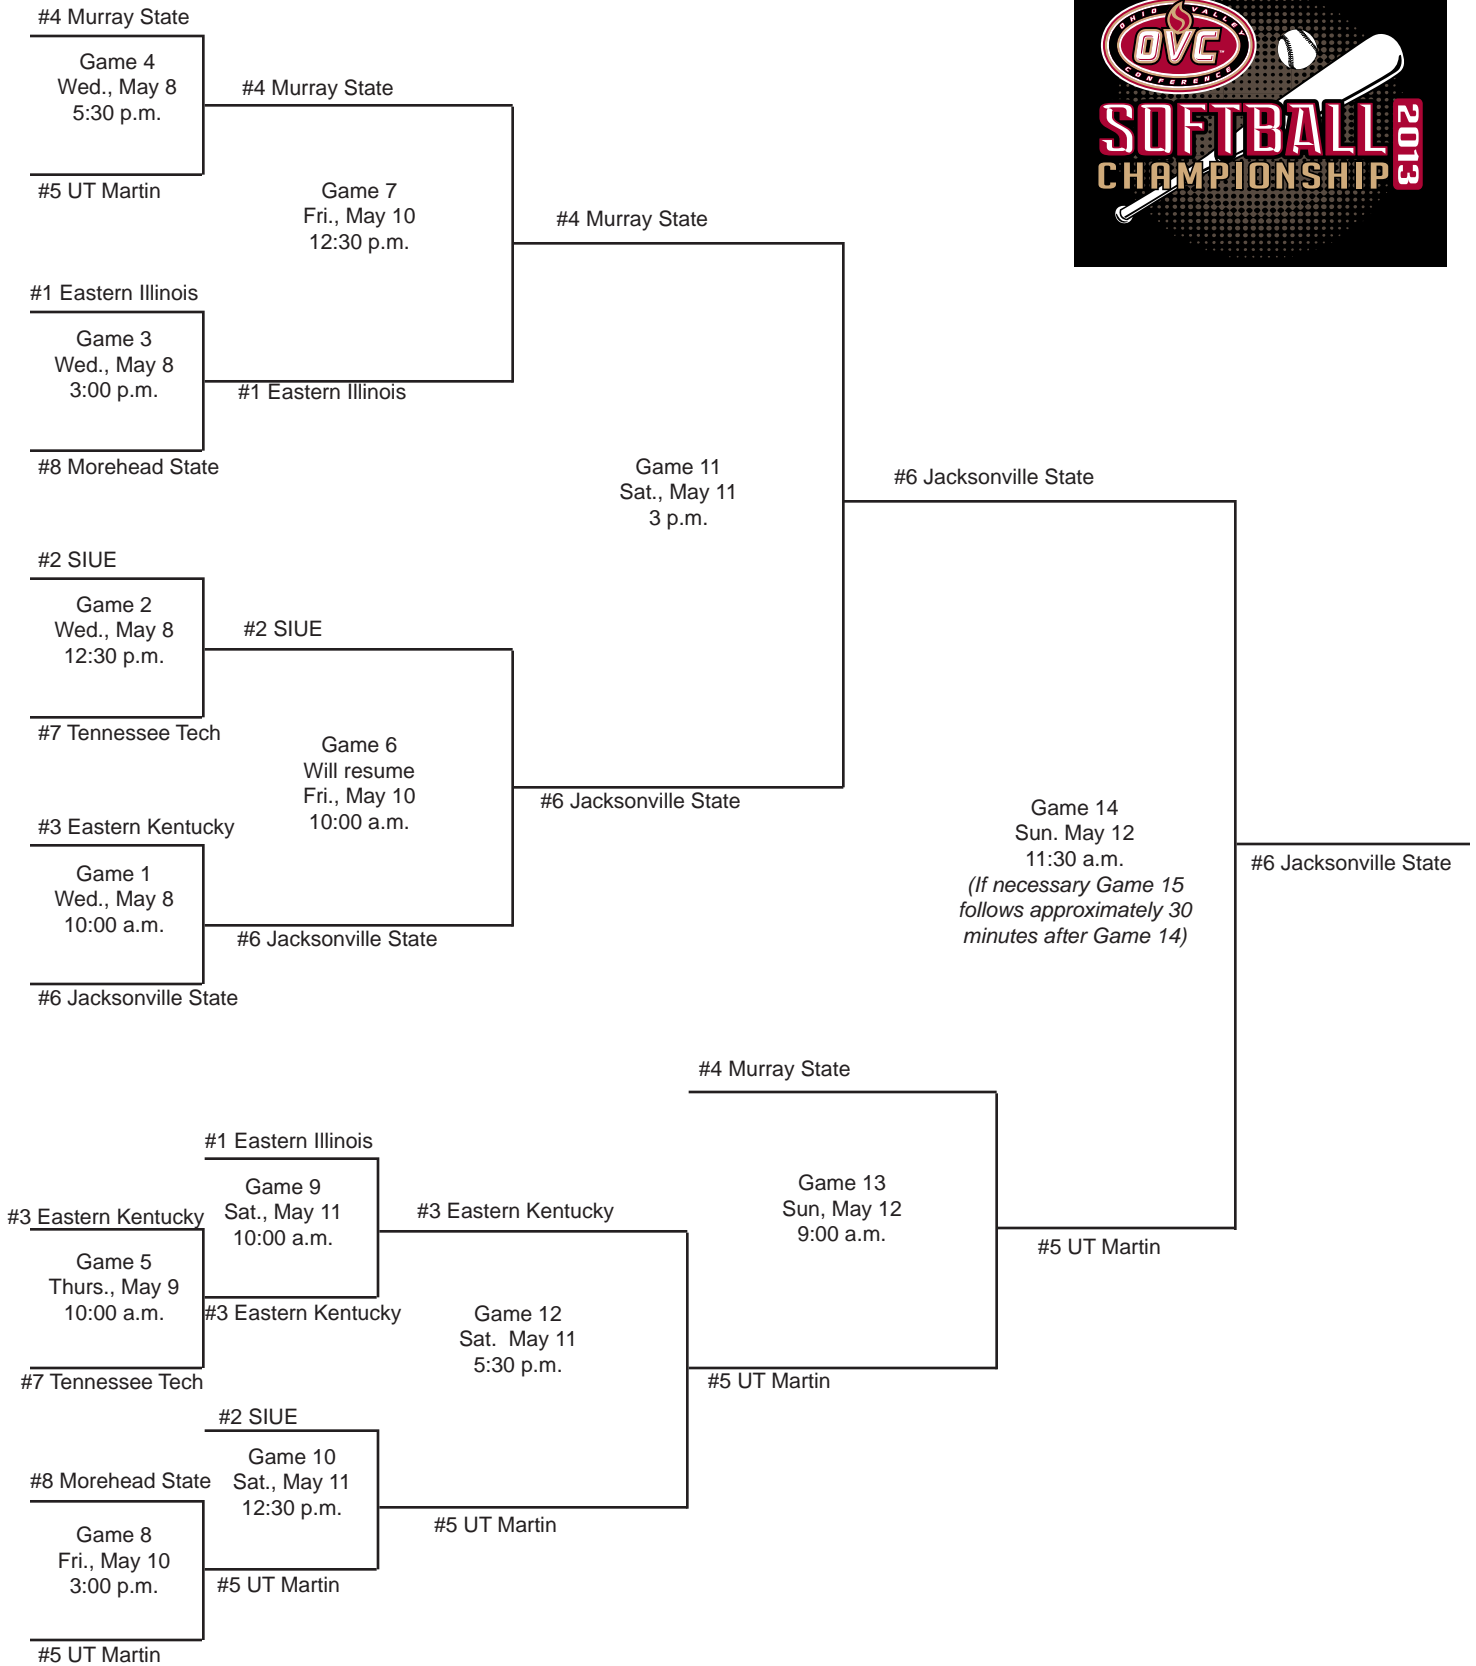 #4 Murray State
Game 4
Wed., May 8
5:30 p.m.
#5 UT Martin
#4 Murray State
OHIO VALLEY
OVC
CONFERENCE
SOFTBALL
CHAMPIONSHIP
2013
Game 7
Fri., May 10
12:30 p.m.
#4 Murray State
#1 Eastern Illinois
Game 3
Wed., May 8
3:00 p.m.
#8 Morehead State
#1 Eastern Illinois
Game 11
Sat., May 11
3 p.m.
#6 Jacksonville State
#2 SIUE
Game 2
Wed., May 8
12:30 p.m.
#7 Tennessee Tech
#2 SIUE
Game 6
Will resume
Fri., May 10
10:00 a.m.
#6 Jacksonville State
#3 Eastern Kentucky
Game 1
Wed., May 8
10:00 a.m.
#6 Jacksonville State
#6 Jacksonville State
Game 14
Sun. May 12
11:30 a.m.
(If necessary Game 15
follows approximately 30
minutes after Game 14)
#6 Jacksonville State
#4 Murray State
#1 Eastern Illinois
Game 9
Sat., May 11
10:00 a.m.
#3 Eastern Kentucky
#3 Eastern Kentucky
Game 5
Thurs., May 9
10:00 a.m.
#7 Tennessee Tech
#3 Eastern Kentucky
Game 13
Sun, May 12
9:00 a.m.
#5 UT Martin
Game 12
Sat. May 11
5:30 p.m.
#5 UT Martin
#2 SIUE
Game 10
Sat., May 11
12:30 p.m.
#5 UT Martin
#8 Morehead State
Game 8
Fri., May 10
3:00 p.m.
#5 UT Martin
#5 UT Martin